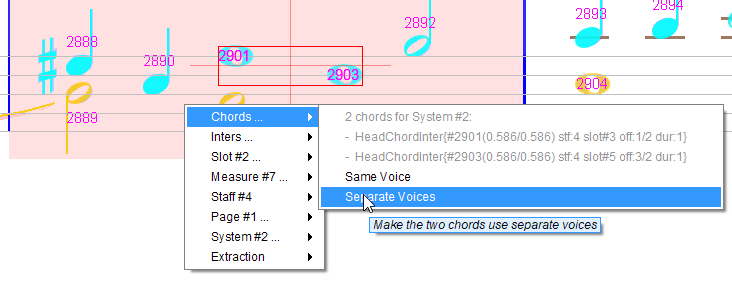 2892
2893
2894
2888
2890
2901
2903
2904
2889
Chords ...
Inters ...
Slot #2 ...
Measure #7 ...
Staff #4
Page #1 ...
System #2 ...
Extraction
2 chords for System #2:
- HeadChordInter{#2901(0.586/0.586) stf:4 slot#3 off:1/2 dur:1}
- HeadChordInter{#2903(0.586/0.586) stf:4 slot#5 off:3/2 dur:1}
Same Voice
Separate Voices
Make the two chords use separate voices